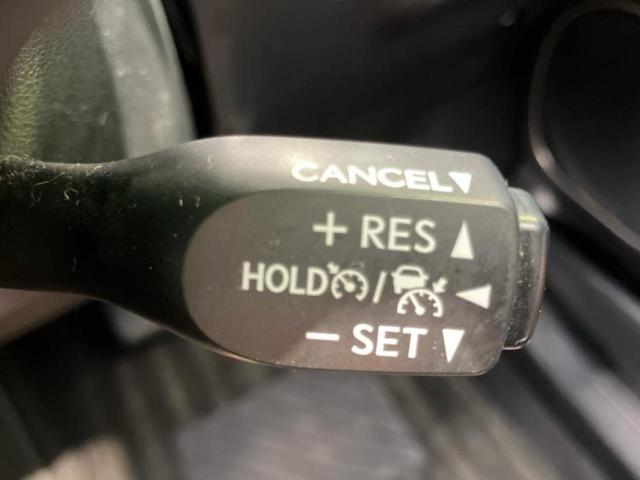 CANCEL▼
+ RES ▲
HOLD / ◀
− SET ▼